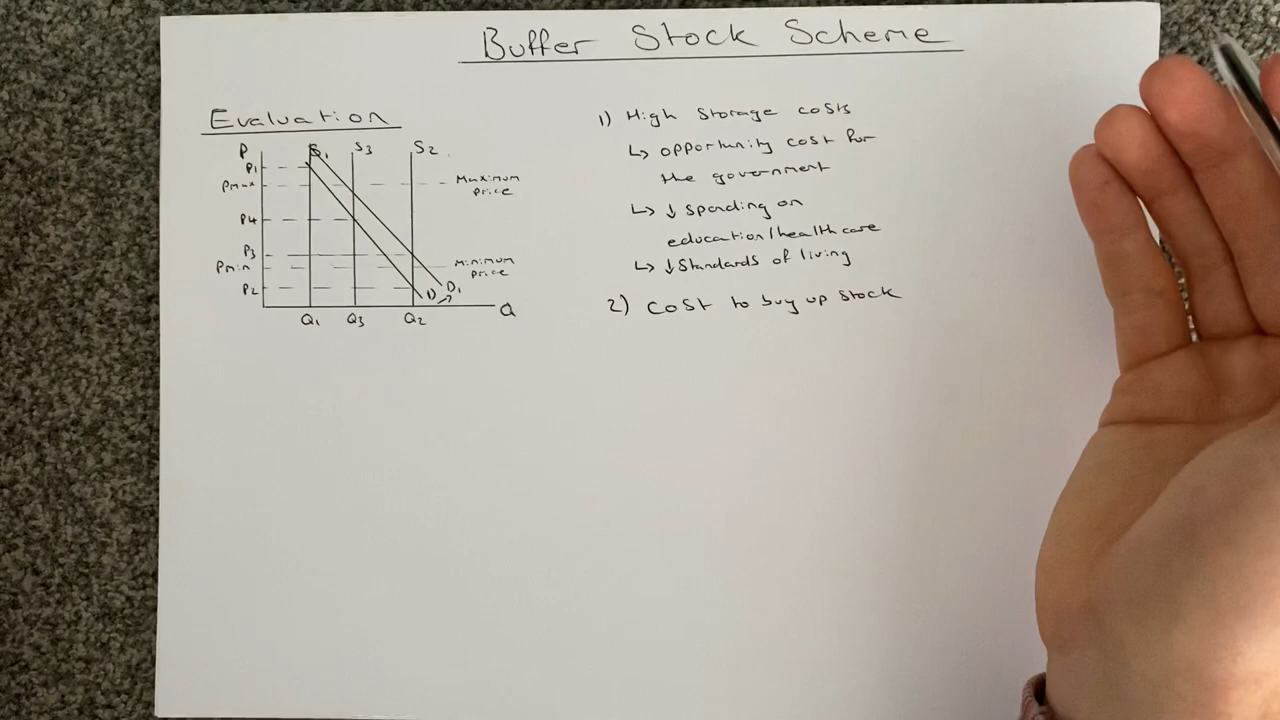 Buffer Stock Scheme
Evaluation
P
S1
S3
S2
P1
Pmax
Maximum
Price
P4
P3
Pmin
Minimum
Price
P2
D
D1
Q1
Q3
Q2
Q
1) High Storage costs
↳ opportunity cost for
the government
↳ ↓ spending on
education/healthcare
↳ ↓ Standards of living
2) Cost to buy up stock